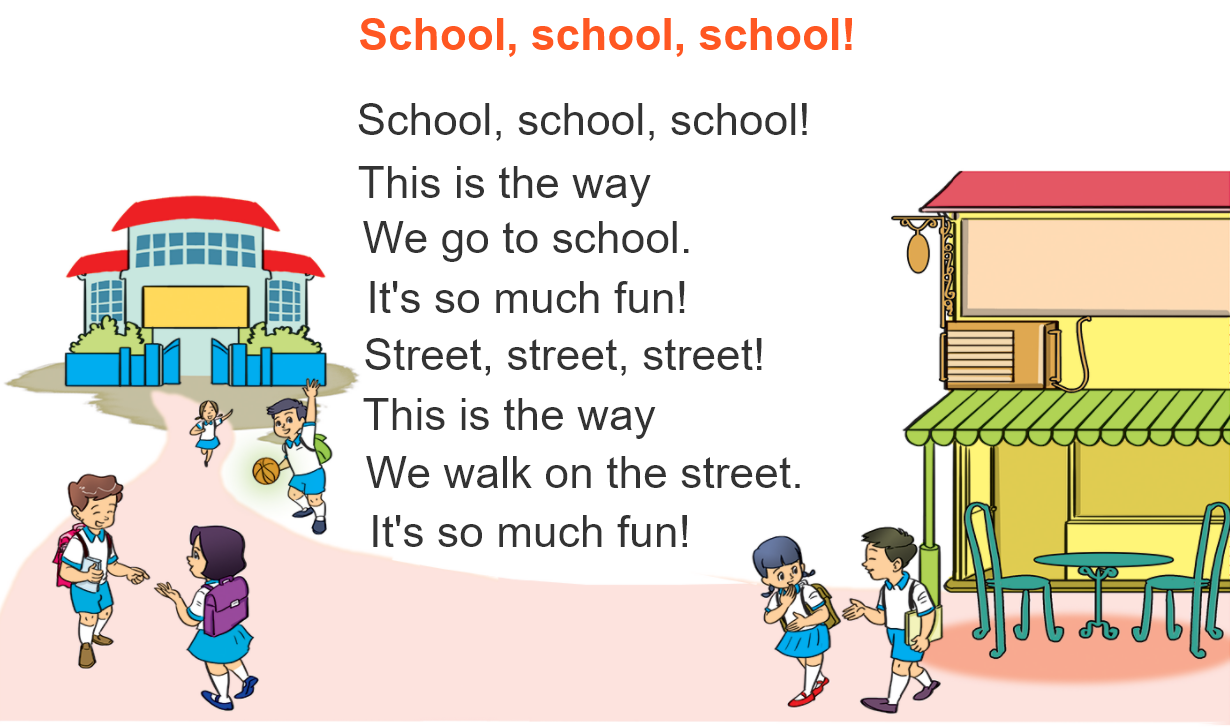 School, school, school!
School, school, school!
This is the way
We go to school.
It's so much fun!
Street, street, street!
This is the way
We walk on the street.
It's so much fun!